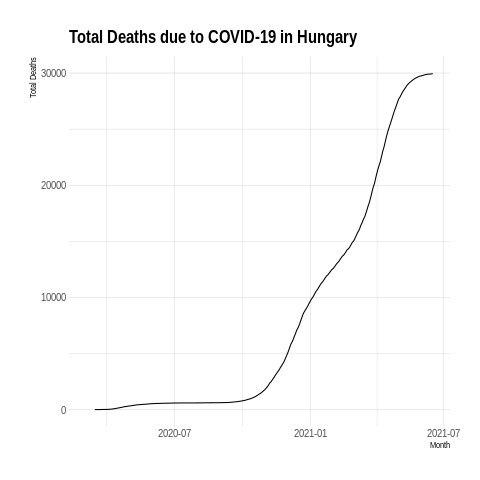 Total Deaths due to COVID-19 in Hungary
Total Deaths
30000
20000
10000
0
2020-07
2021-01
2021-07
Month